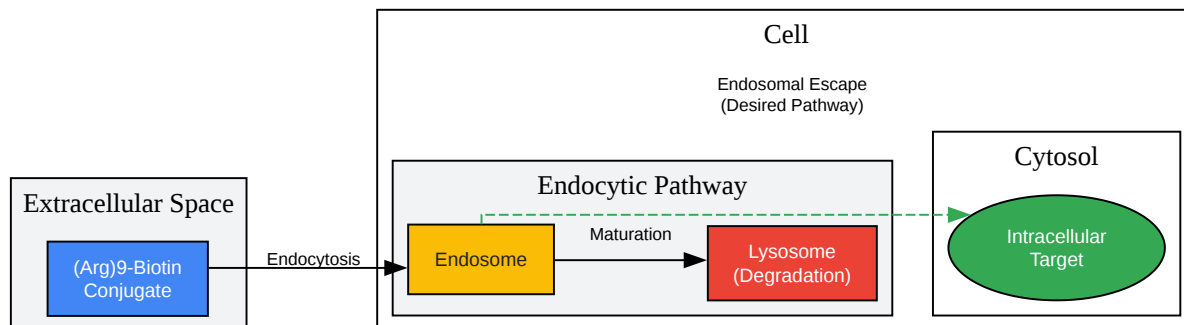 Cell
Endosomal Escape
(Desired Pathway)
Cytosol
Endocytic Pathway
Extracellular Space
Intracellular
Target
Maturation
(Arg)9-Biotin
Conjugate
Endocytosis
Endosome
Lysosome
(Degradation)